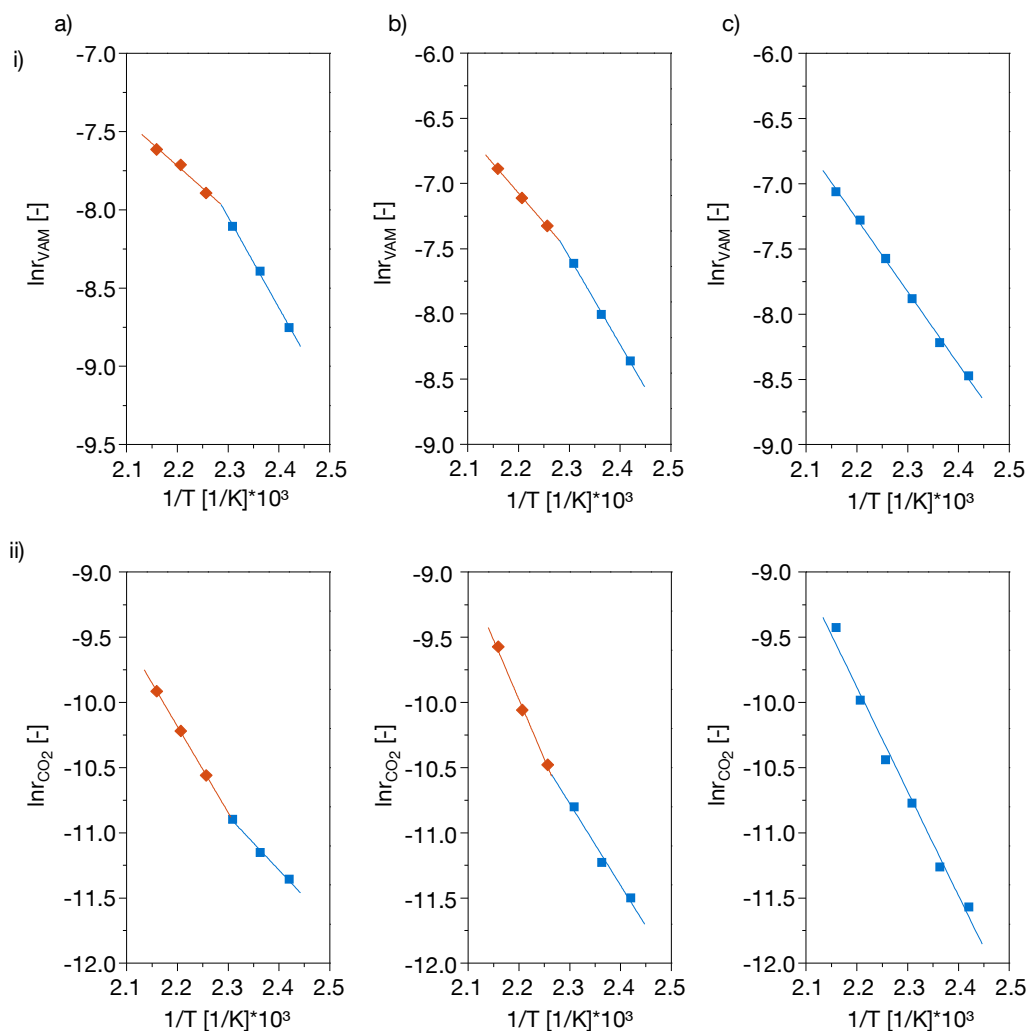 a) b) c)
i)
-7.0 -6.0 -6.0
-7.5 -6.5 -6.5
-8.0 -7.0 -7.0
-8.5 -7.5 -7.5
-9.0 -8.0 -8.0
-9.5 -8.5 -8.5
-9.0 -9.0
lnr_VAM [-] lnr_VAM [-] lnr_VAM [-]
2.1 2.2 2.3 2.4 2.5 2.1 2.2 2.3 2.4 2.5 2.1 2.2 2.3 2.4 2.5
1/T [1/K]*10³ 1/T [1/K]*10³ 1/T [1/K]*10³
ii)
-9.0 -9.0 -9.0
-9.5 -9.5 -9.5
-10.0 -10.0 -10.0
-10.5 -10.5 -10.5
-11.0 -11.0 -11.0
-11.5 -11.5 -11.5
-12.0 -12.0 -12.0
lnr_CO₂ [-] lnr_CO₂ [-] lnr_CO₂ [-]
2.1 2.2 2.3 2.4 2.5 2.1 2.2 2.3 2.4 2.5 2.1 2.2 2.3 2.4 2.5
1/T [1/K]*10³ 1/T [1/K]*10³ 1/T [1/K]*10³